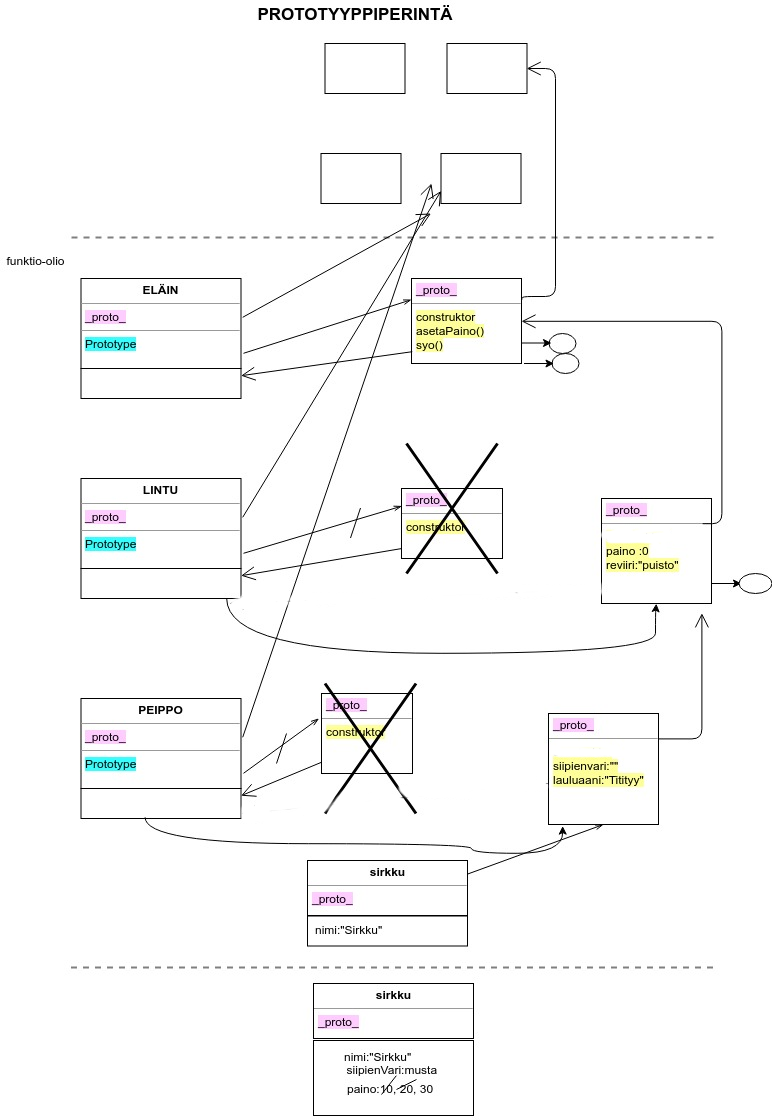 PROTOTYYPPIPERINTÄ
funktio-olio
ELÄIN
_proto_
Prototype
_proto_
construktor
asetaPaino()
syo()
LINTU
_proto_
Prototype
_proto_
construktor
_proto_
paino :0
reviiri:"puisto"
PEIPPO
_proto_
Prototype
_proto_
construktor
_proto_
siipienvari:""
lauluaani:"Titityy"
sirkku
_proto_
nimi:"Sirkku"
sirkku
_proto_
nimi:"Sirkku"
siipienVari:musta
paino:10, 20, 30